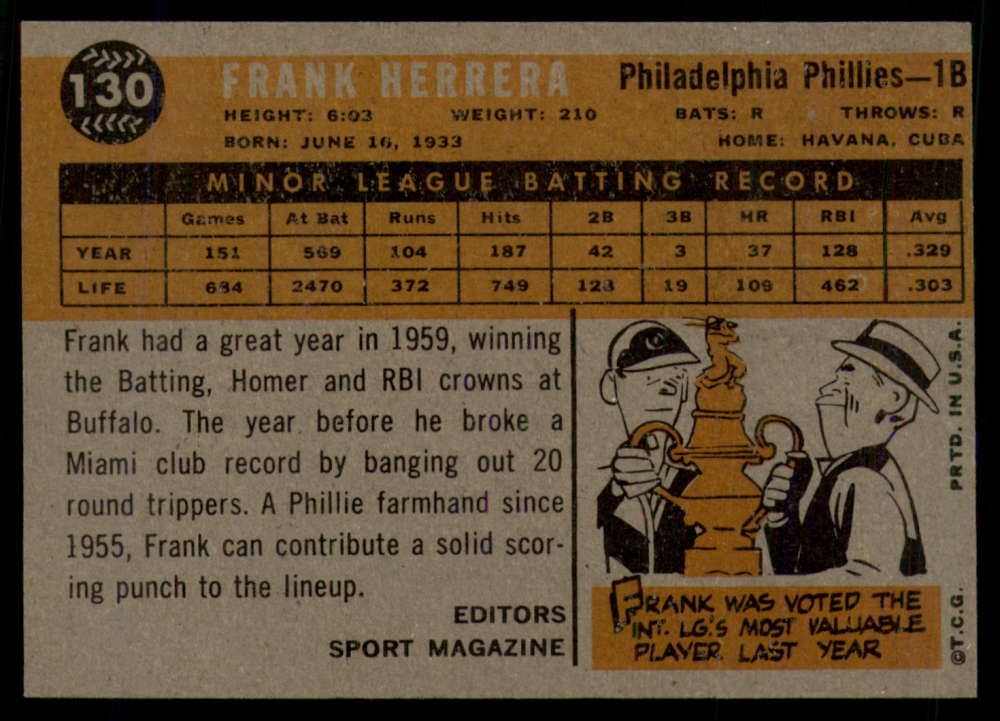 130
FRANK HERRERA
Philadelphia Phillies—1B
HEIGHT: 6:03 WEIGHT: 210 BATS: R THROWS: R
BORN: JUNE 16, 1933 HOME: HAVANA, CUBA
MINOR LEAGUE BATTING RECORD
Games At Bat Runs Hits 2B 3B HR RBI Avg
YEAR 151 569 104 187 42 3 37 128 .329
LIFE 684 2470 372 749 123 19 109 462 .303
Frank had a great year in 1959, winning
the Batting, Homer and RBI crowns at
Buffalo. The year before he broke a
Miami club record by banging out 20
round trippers. A Phillie farmhand since
1955, Frank can contribute a solid scor-
ing punch to the lineup.
EDITORS
SPORT MAGAZINE
FRANK WAS VOTED THE
INT. LG.'S MOST VALUABLE
PLAYER LAST YEAR
©T.C.G. PRTD. IN U.S.A.